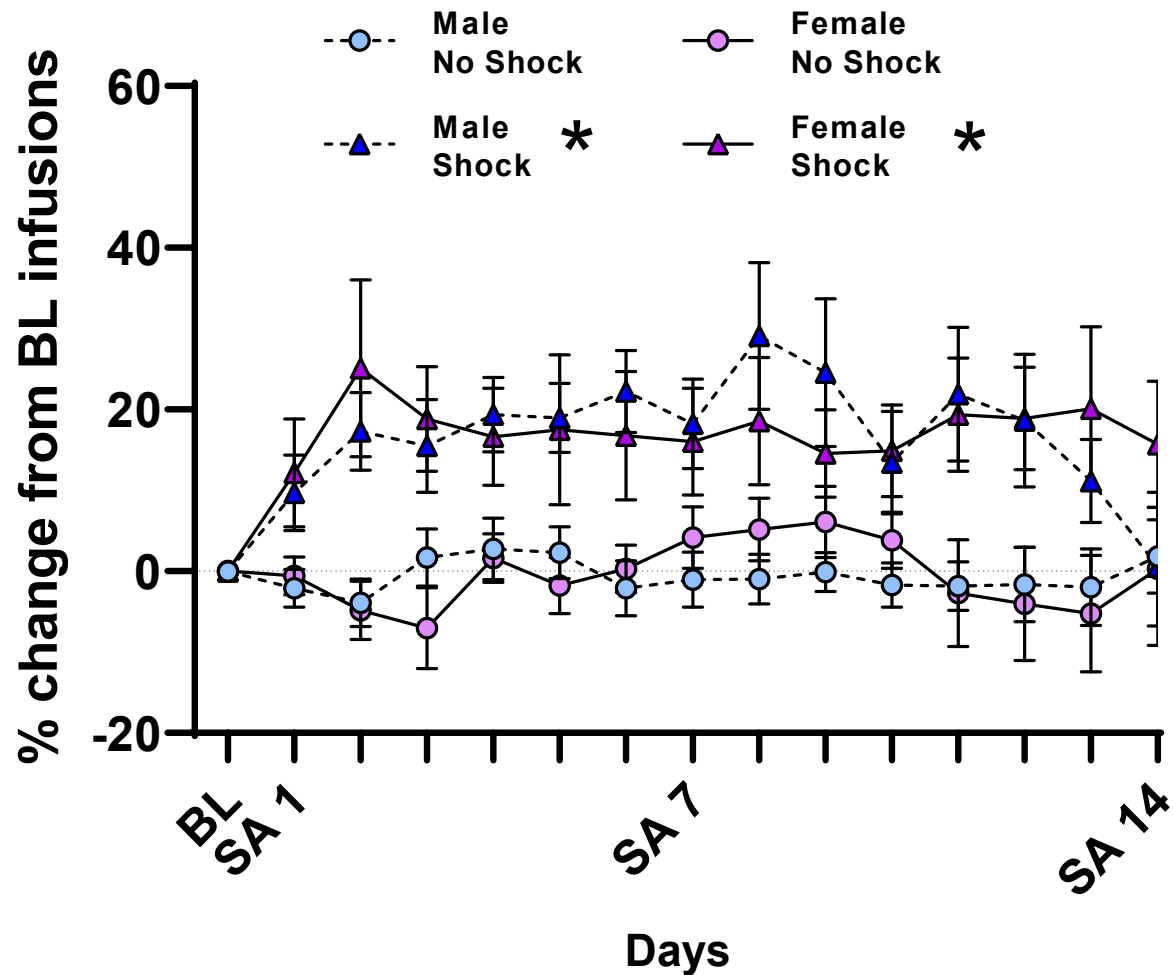 Male
No Shock
Female
No Shock
Male
Shock *
Female
Shock *
% change from BL infusions
60
40
20
0
-20
BL
SA 1
SA 7
SA 14
Days